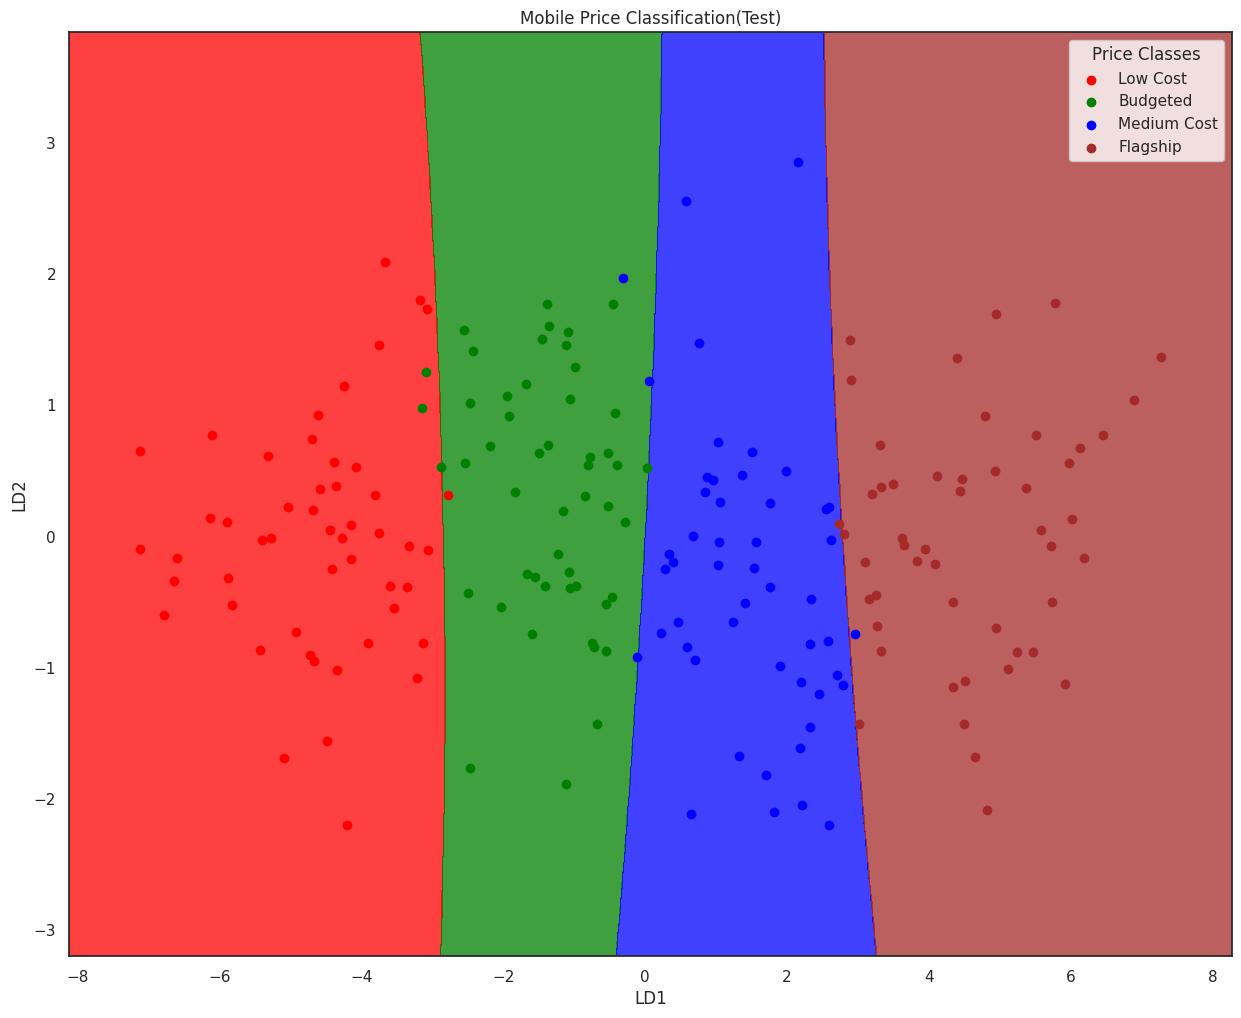 Mobile Price Classification(Test)
Price Classes
Low Cost
Budgeted
Medium Cost
Flagship
3
2
1
0
−1
−2
−3
LD2
−8 −6 −4 −2 0 2 4 6 8
LD1